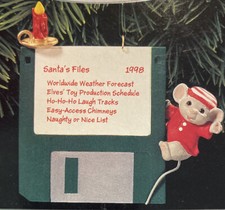 Santa's Files 1998
Worldwide Weather Forecast
Elves' Toy Production Schedule
Ho-Ho-Ho Laugh Tracks
Easy-Access Chimneys
Naughty or Nice List